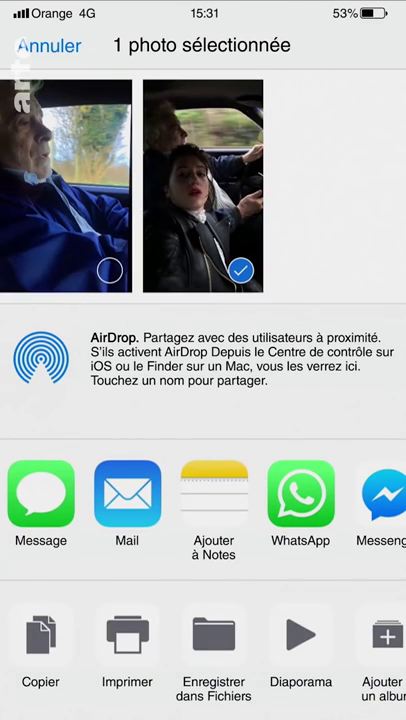 Orange 4G 15:31 53%
Annuler 1 photo sélectionnée
arte
AirDrop. Partagez avec des utilisateurs à proximité.
S'ils activent AirDrop Depuis le Centre de contrôle sur
iOS ou le Finder sur un Mac, vous les verrez ici.
Touchez un nom pour partager.
Message Mail Ajouter WhatsApp Messeng
à Notes
Copier Imprimer Enregistrer Diaporama Ajouter
dans Fichiers un albur